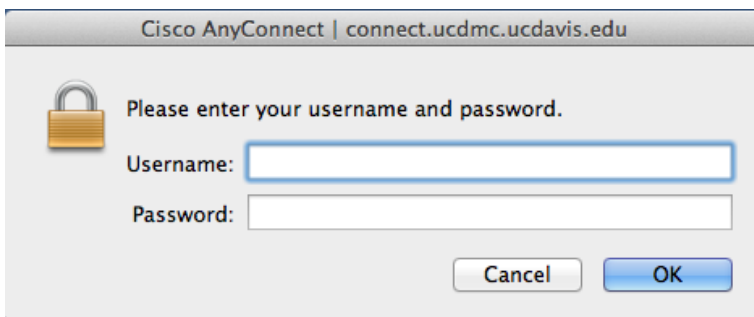 Cisco AnyConnect | connect.ucdmc.ucdavis.edu
Please enter your username and password.
Username:
Password:
Cancel OK